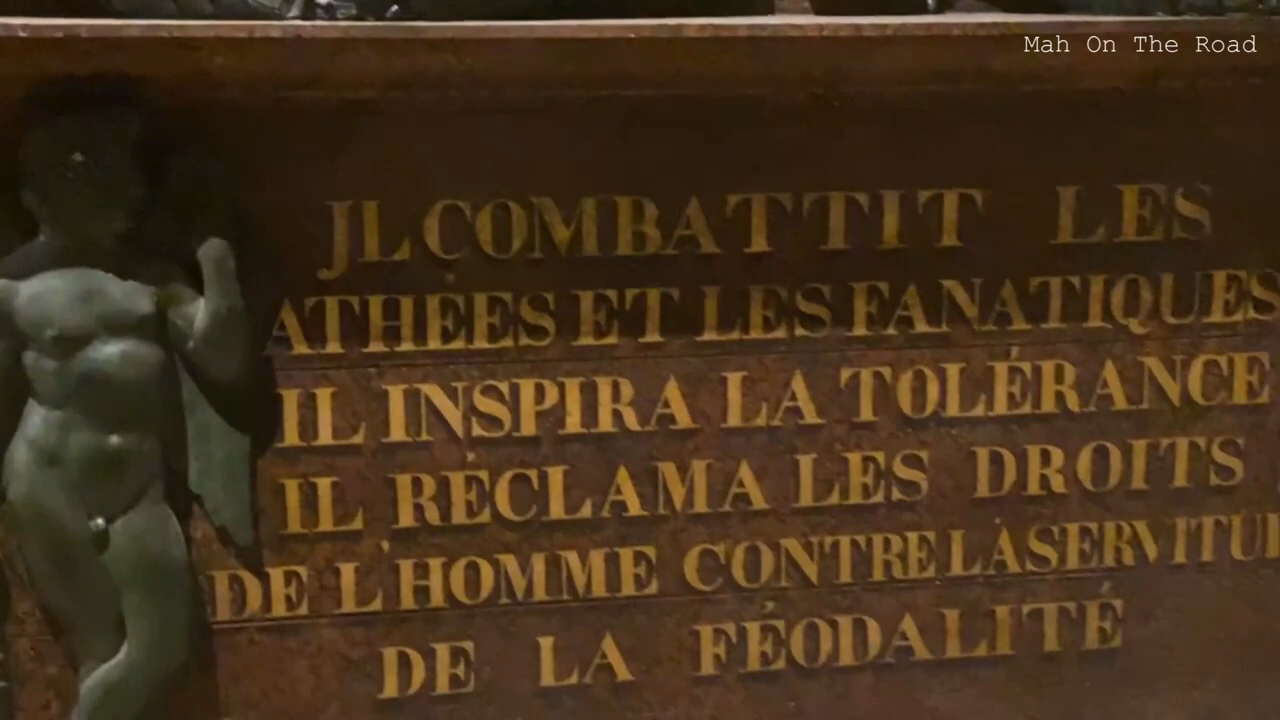 Mah On The Road
JL COMBATTIT LES
ATHÉES ET LES FANATIQUES
IL INSPIRA LA TOLÉRANCE
IL RÉCLAMA LES DROITS
DE L'HOMME CONTRE LA SERVITU
DE LA FÉODALITÉ